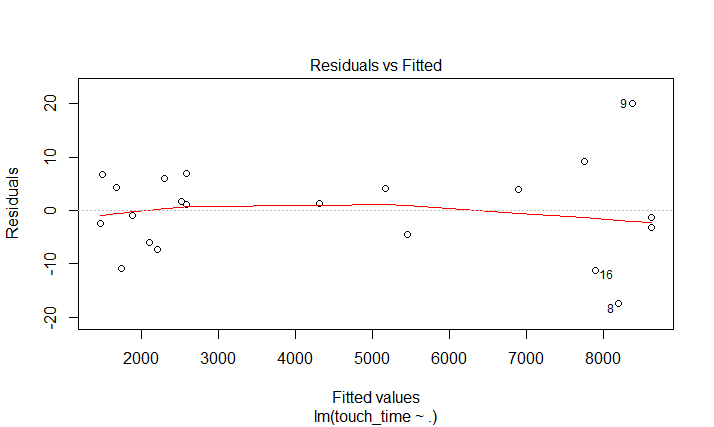 Residuals vs Fitted
Residuals
20
10
0
-10
-20
9
16
8
2000 3000 4000 5000 6000 7000 8000
Fitted values
lm(touch_time ~ .)